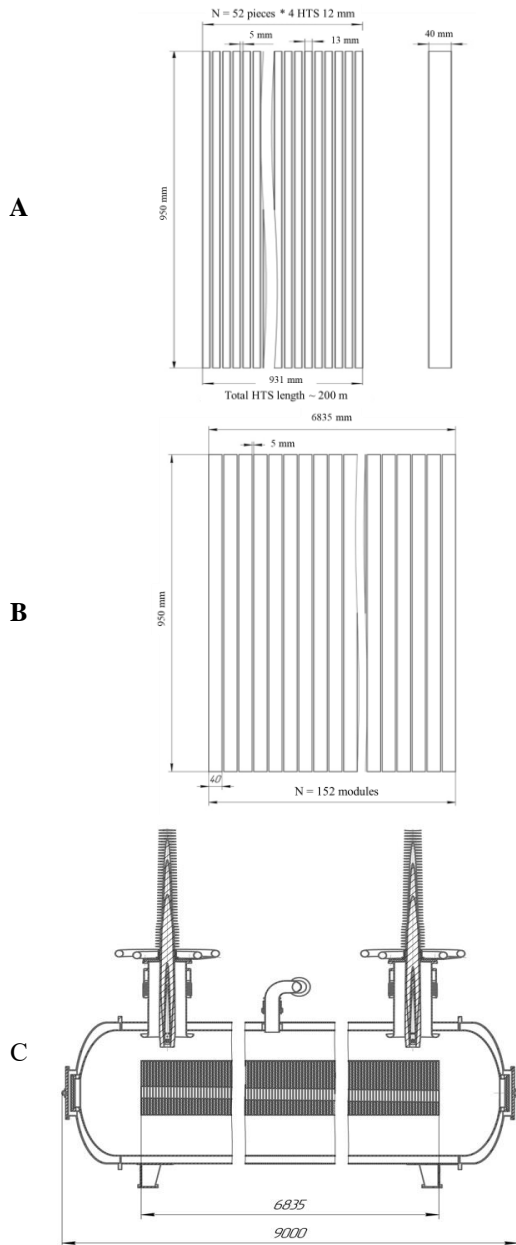 N = 52 pieces * 4 HTS 12 mm
5 mm
13 mm
40 mm
A
950 mm
931 mm
Total HTS length ~ 200 m
6835 mm
5 mm
B
950 mm
40
N = 152 modules
C
6835
9000